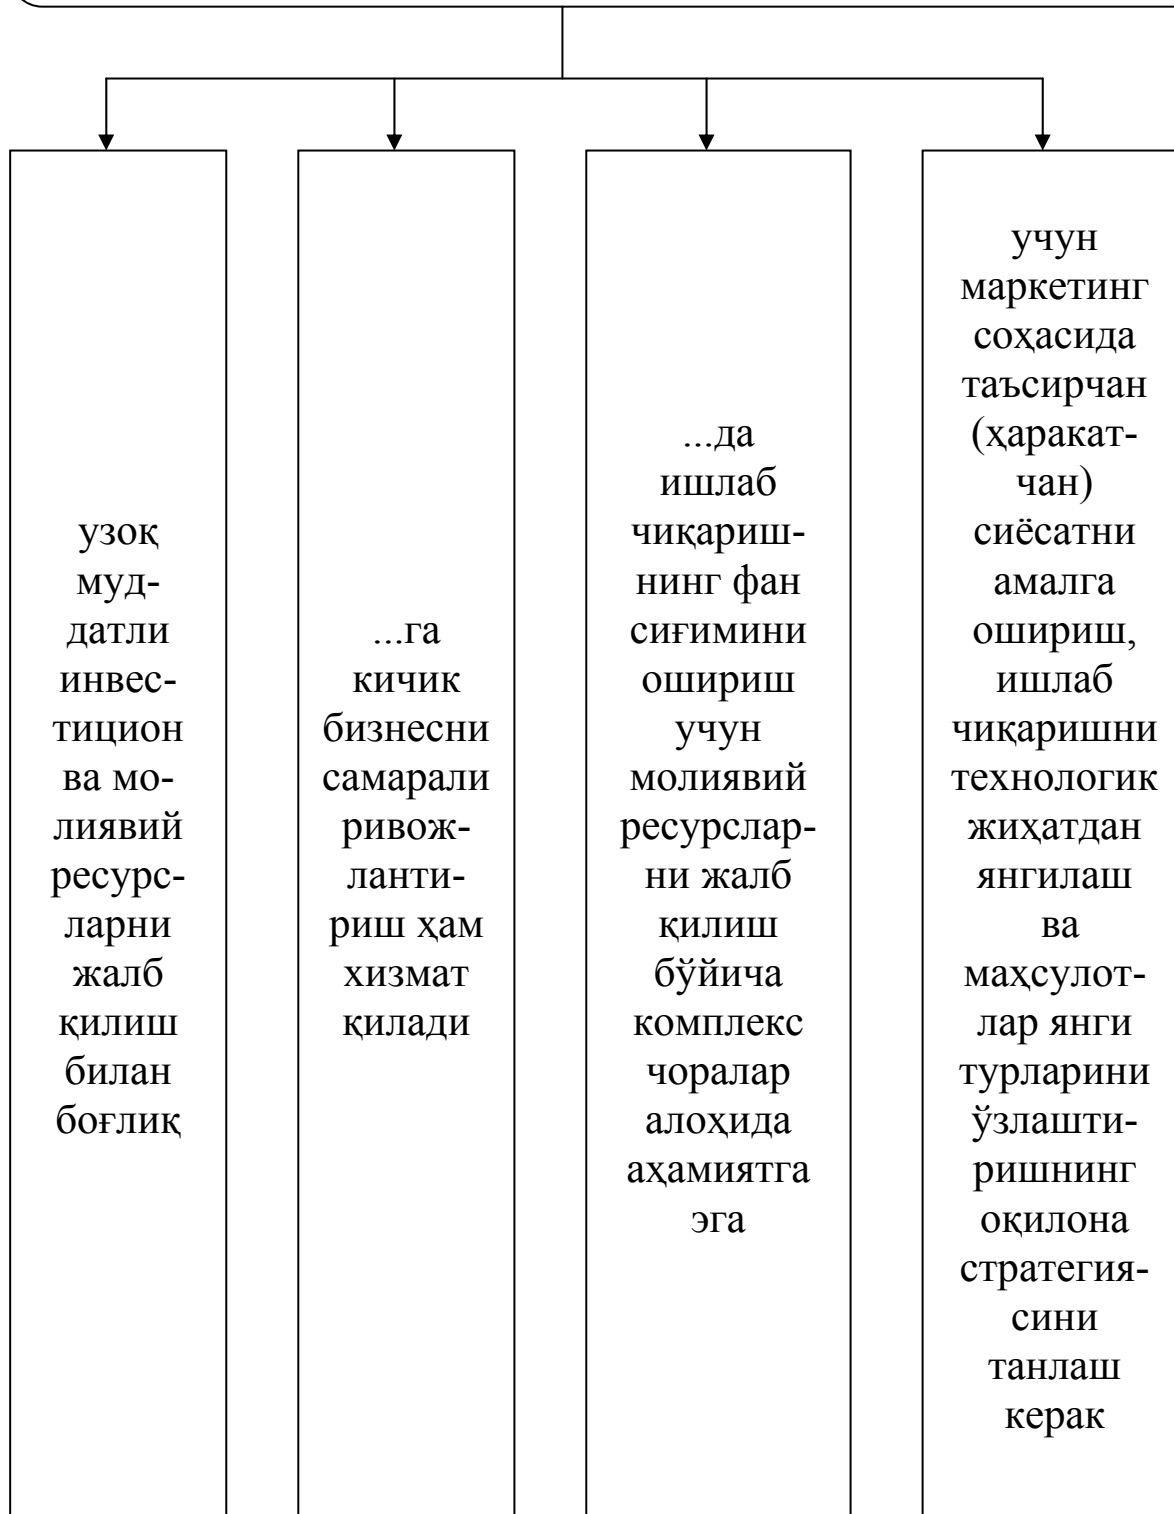 узоқ
муд-
датли
инвес-
тицион
ва мо-
лиявий
ресурс-
ларни
жалб
қилиш
билан
боғлиқ
...га
кичик
бизнесни
самарали
ривож-
ланти-
риш ҳам
хизмат
қилади
...да
ишлаб
чиқариш-
нинг фан
сиғимини
ошириш
учун
молиявий
ресурслар-
ни жалб
қилиш
бўйича
комплекс
чоралар
алоҳида
аҳамиятга
эга
учун
маркетинг
соҳасида
таъсирчан
(ҳаракат-
чан)
сиёсатни
амалга
ошириш,
ишлаб
чиқаришни
технологик
жиҳатдан
янгилаш
ва
маҳсулот-
лар янги
турларини
ўзлашти-
ришнинг
оқилона
стратегия-
сини
танлаш
керак